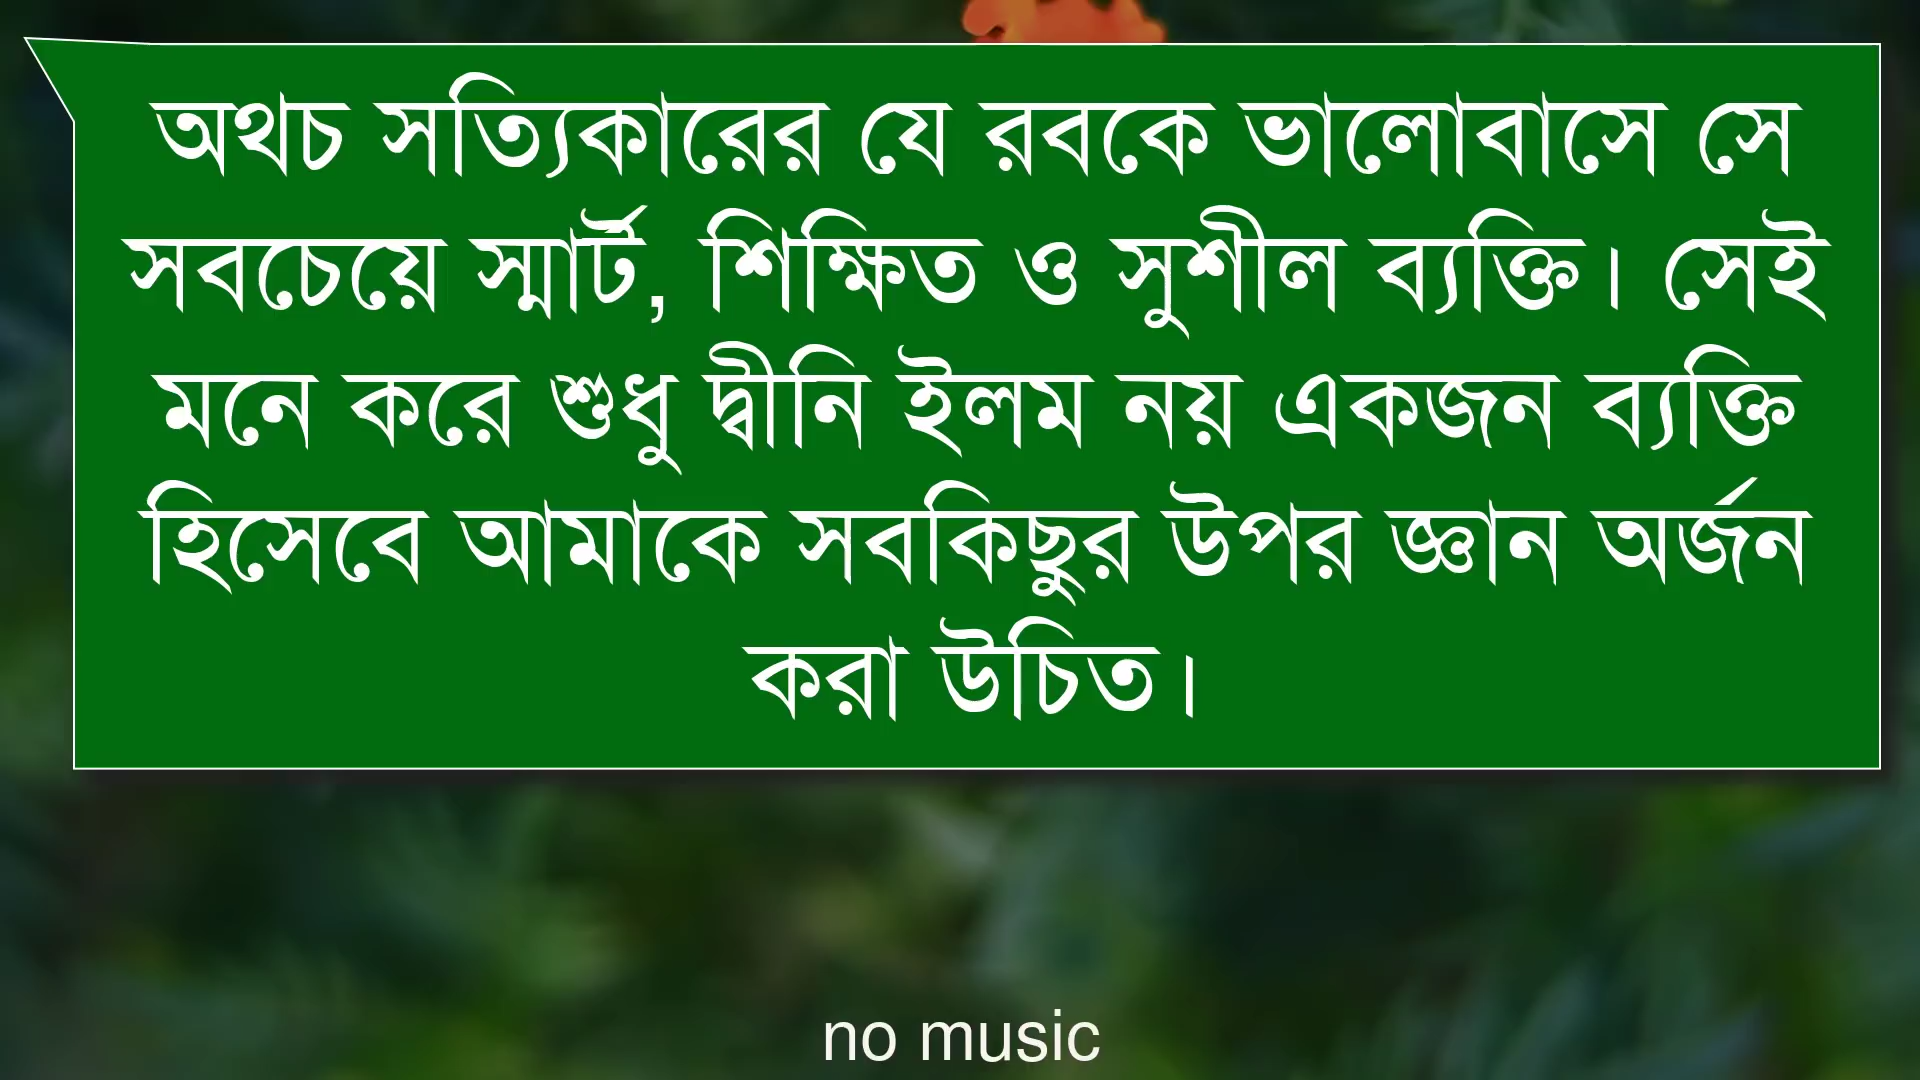 অথচ সত্যিকারের যে রবকে ভালোবাসে সে
সবচেয়ে স্মার্ট, শিক্ষিত ও সুশীল ব্যক্তি। সেই
মনে করে শুধু দ্বীনি ইলম নয় একজন ব্যক্তি
হিসেবে আমাকে সবকিছুর উপর জ্ঞান অর্জন
করা উচিত।
no music